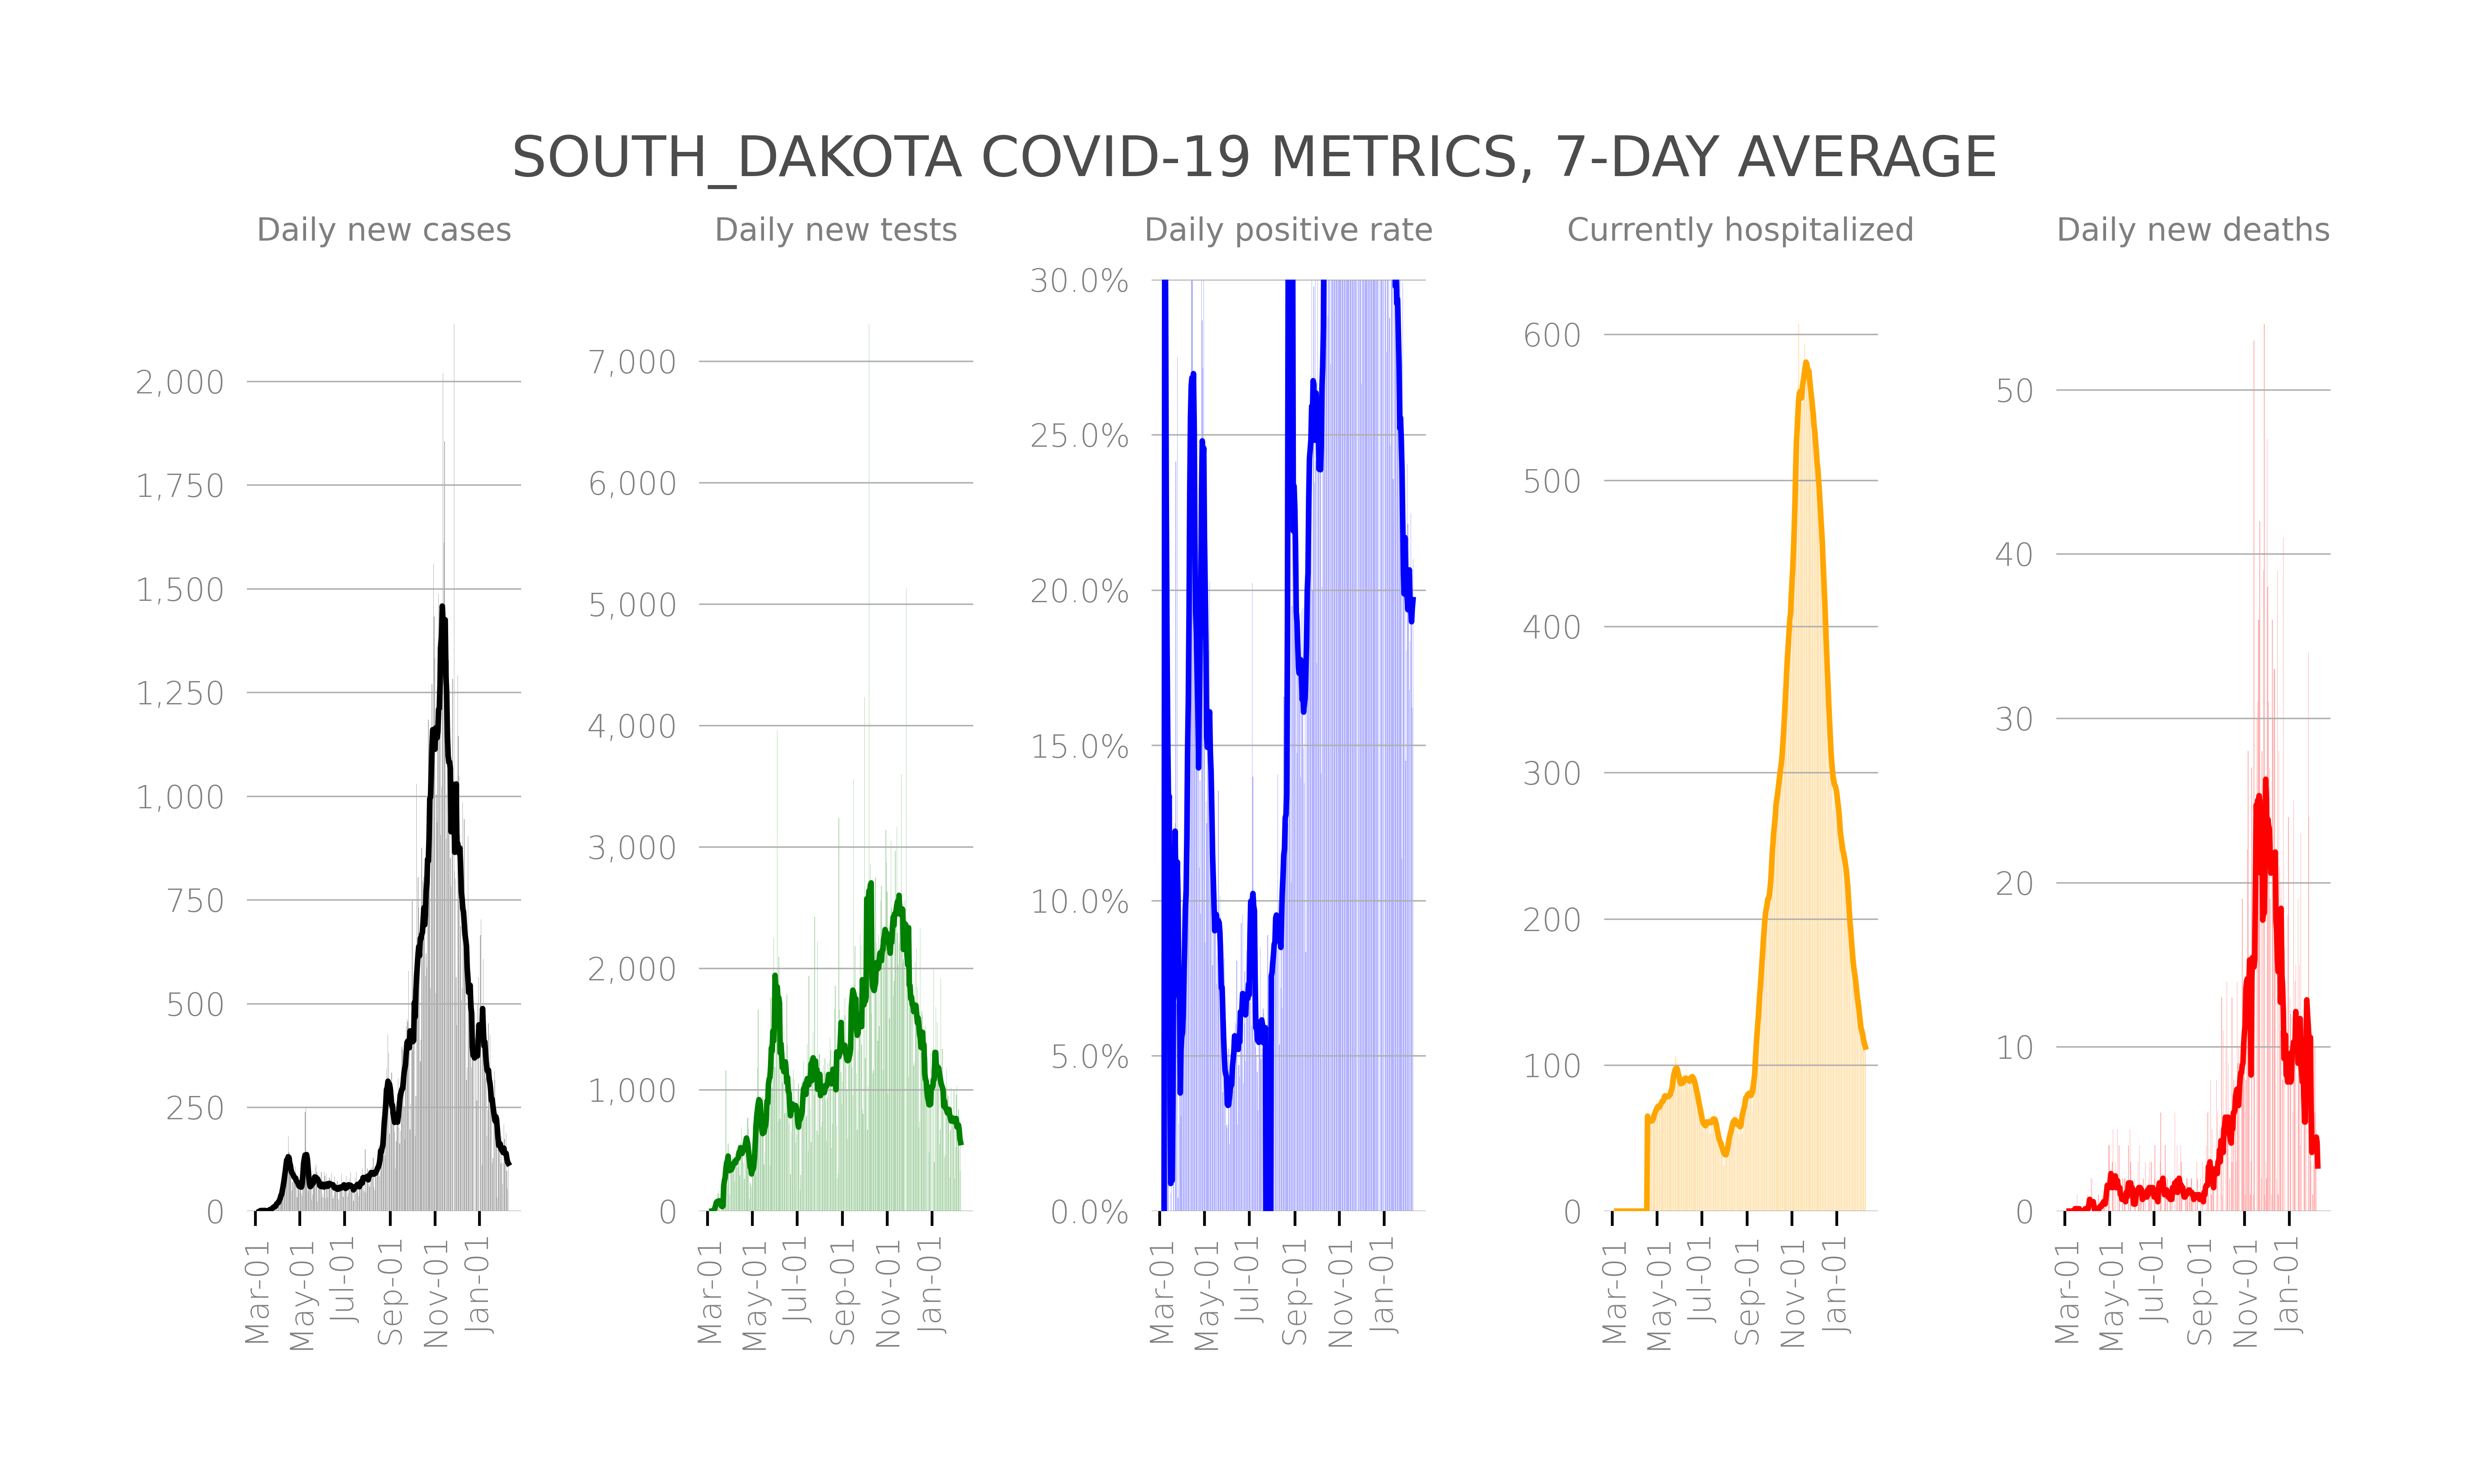 SOUTH_DAKOTA COVID-19 METRICS, 7-DAY AVERAGE
Daily new cases
2,000
1,750
1,500
1,250
1,000
750
500
250
0
Mar-01
May-01
Jul-01
Sep-01
Nov-01
Jan-01
Daily new tests
7,000
6,000
5,000
4,000
3,000
2,000
1,000
0
Mar-01
May-01
Jul-01
Sep-01
Nov-01
Jan-01
Daily positive rate
30.0%
25.0%
20.0%
15.0%
10.0%
5.0%
0.0%
Mar-01
May-01
Jul-01
Sep-01
Nov-01
Jan-01
Currently hospitalized
600
500
400
300
200
100
0
Mar-01
May-01
Jul-01
Sep-01
Nov-01
Jan-01
Daily new deaths
50
40
30
20
10
0
Mar-01
May-01
Jul-01
Sep-01
Nov-01
Jan-01